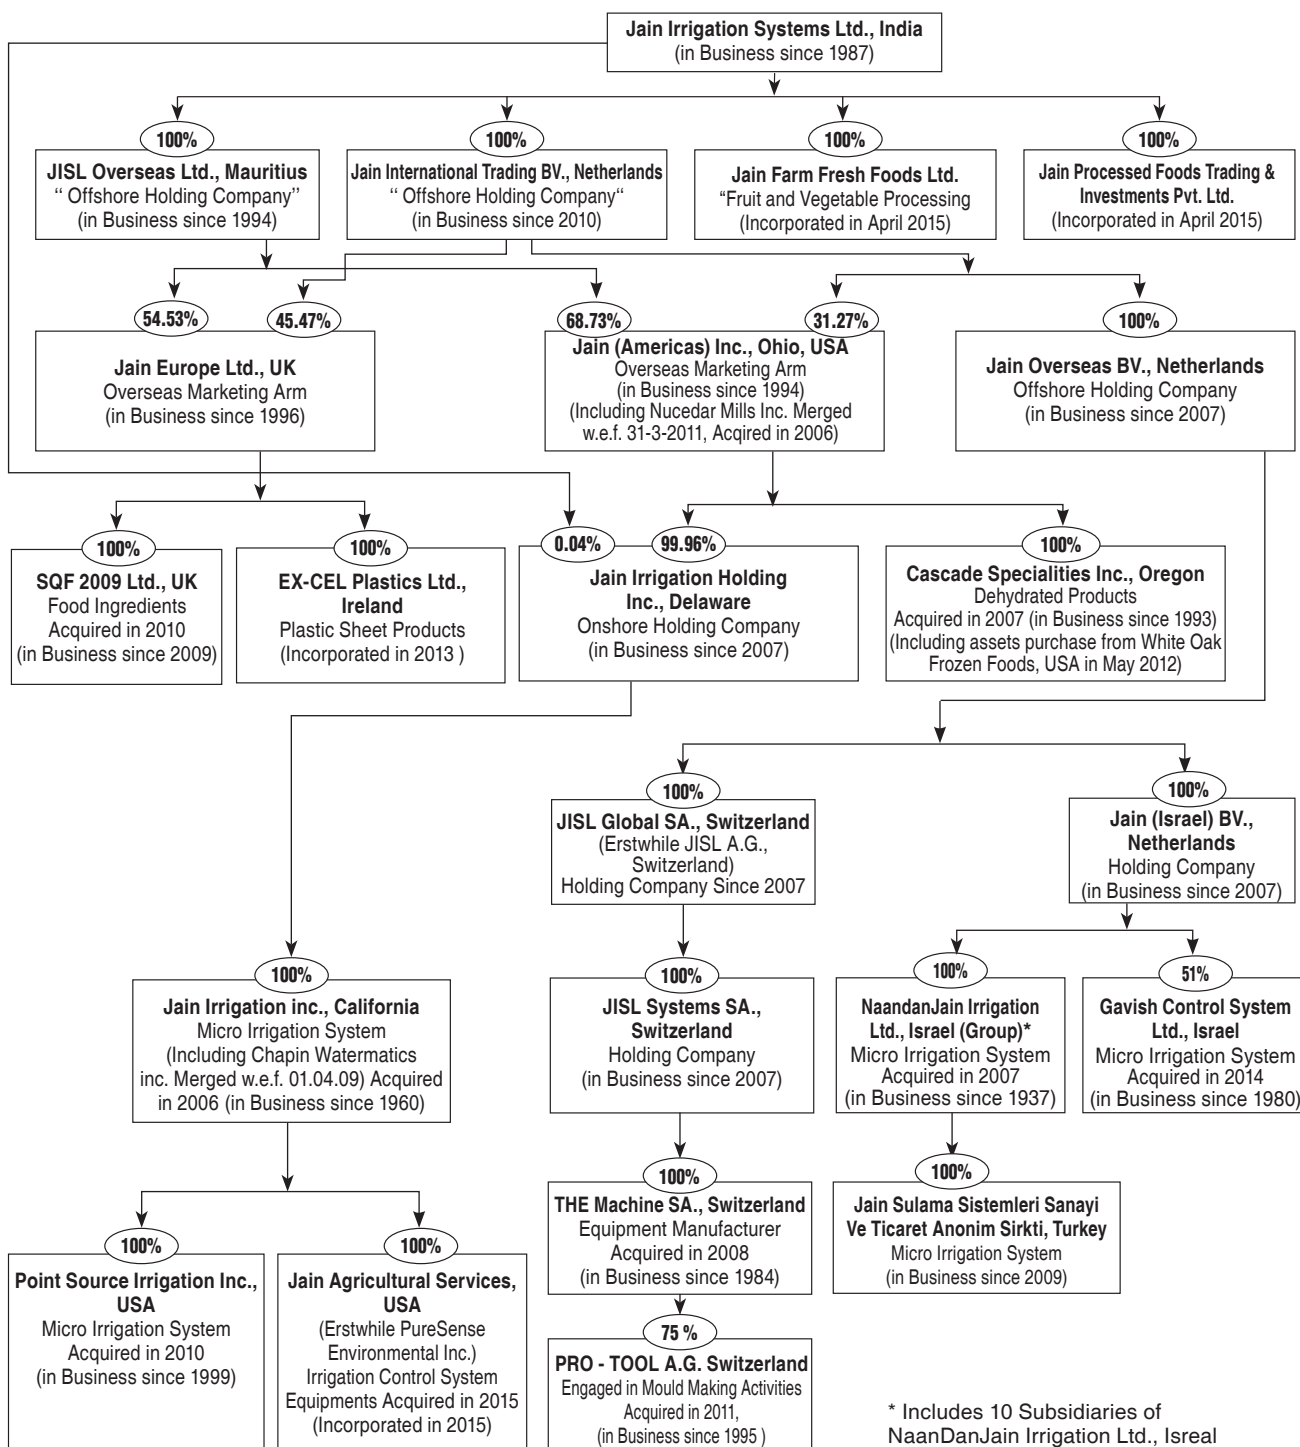 Jain Irrigation Systems Ltd., India
(in Business since 1987)
100%
JISL Overseas Ltd., Mauritius
“ Offshore Holding Company”
(in Business since 1994)
100%
Jain International Trading BV., Netherlands
“ Offshore Holding Company“
(in Business since 2010)
100%
Jain Farm Fresh Foods Ltd.
“Fruit and Vegetable Processing
(Incorporated in April 2015)
100%
Jain Processed Foods Trading &
Investments Pvt. Ltd.
(Incorporated in April 2015)
54.53%
45.47%
Jain Europe Ltd., UK
Overseas Marketing Arm
(in Business since 1996)
68.73%
31.27%
Jain (Americas) Inc., Ohio, USA
Overseas Marketing Arm
(in Business since 1994)
(Including Nucedar Mills Inc. Merged
w.e.f. 31-3-2011, Acqired in 2006)
100%
Jain Overseas BV., Netherlands
Offshore Holding Company
(in Business since 2007)
100%
SQF 2009 Ltd., UK
Food Ingredients
Acquired in 2010
(in Business since 2009)
100%
EX-CEL Plastics Ltd.,
Ireland
Plastic Sheet Products
(Incorporated in 2013 )
0.04%
99.96%
Jain Irrigation Holding
Inc., Delaware
Onshore Holding Company
(in Business since 2007)
100%
Cascade Specialities Inc., Oregon
Dehydrated Products
Acquired in 2007 (in Business since 1993)
(Including assets purchase from White Oak
Frozen Foods, USA in May 2012)
100%
JISL Global SA., Switzerland
(Erstwhile JISL A.G.,
Switzerland)
Holding Company Since 2007
100%
Jain (Israel) BV.,
Netherlands
Holding Company
(in Business since 2007)
100%
Jain Irrigation inc., California
Micro Irrigation System
(Including Chapin Watermatics
inc. Merged w.e.f. 01.04.09) Acquired
in 2006 (in Business since 1960)
100%
JISL Systems SA.,
Switzerland
Holding Company
(in Business since 2007)
100%
NaandanJain Irrigation
Ltd., Israel (Group)*
Micro Irrigation System
Acquired in 2007
(in Business since 1937)
51%
Gavish Control System
Ltd., Israel
Micro Irrigation System
Acquired in 2014
(in Business since 1980)
100%
THE Machine SA., Switzerland
Equipment Manufacturer
Acquired in 2008
(in Business since 1984)
100%
Jain Sulama Sistemleri Sanayi
Ve Ticaret Anonim Sirkti, Turkey
Micro Irrigation System
(in Business since 2009)
100%
Point Source Irrigation Inc.,
USA
Micro Irrigation System
Acquired in 2010
(in Business since 1999)
100%
Jain Agricultural Services,
USA
(Erstwhile PureSense
Environmental Inc.)
Irrigation Control System
Equipments Acquired in 2015
(Incorporated in 2015)
75 %
PRO - TOOL A.G. Switzerland
Engaged in Mould Making Activities
Acquired in 2011,
(in Business since 1995 )
* Includes 10 Subsidiaries of
NaanDanJain Irrigation Ltd., Isreal